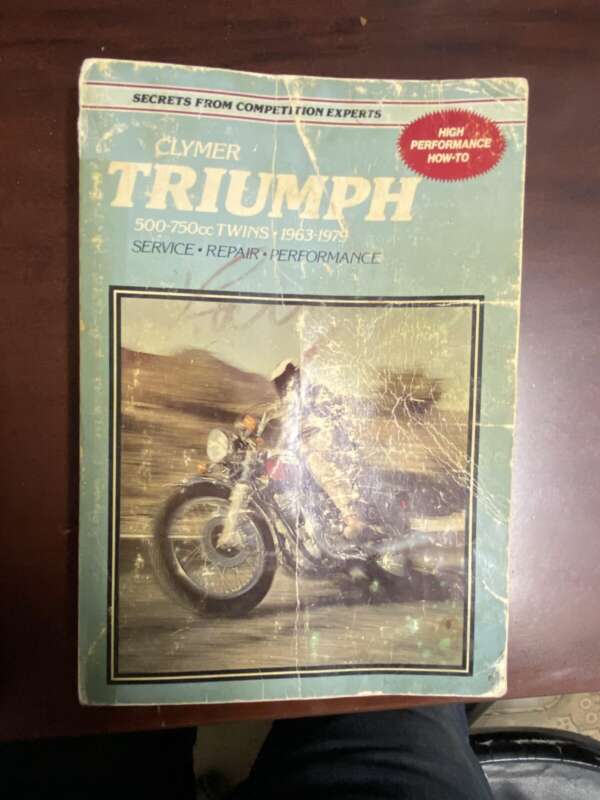 SECRETS FROM COMPETITION EXPERTS
HIGH
PERFORMANCE
HOW-TO
CLYMER
TRIUMPH
500-750cc TWINS • 1963-1979
SERVICE • REPAIR • PERFORMANCE